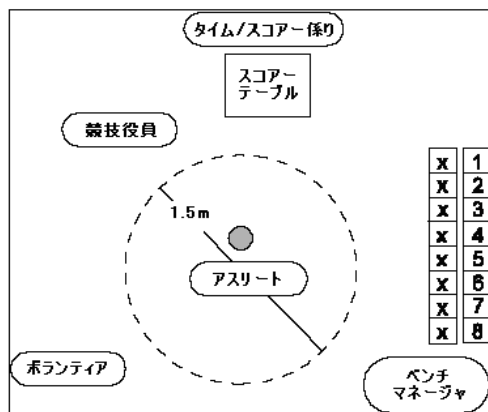 タイム/スコアー係り
スコアー
テーブル
競技役員
1.5m
アスリート
x 1
x 2
x 3
x 4
x 5
x 6
x 7
x 8
ボランティア
ベンチ
マネージャ